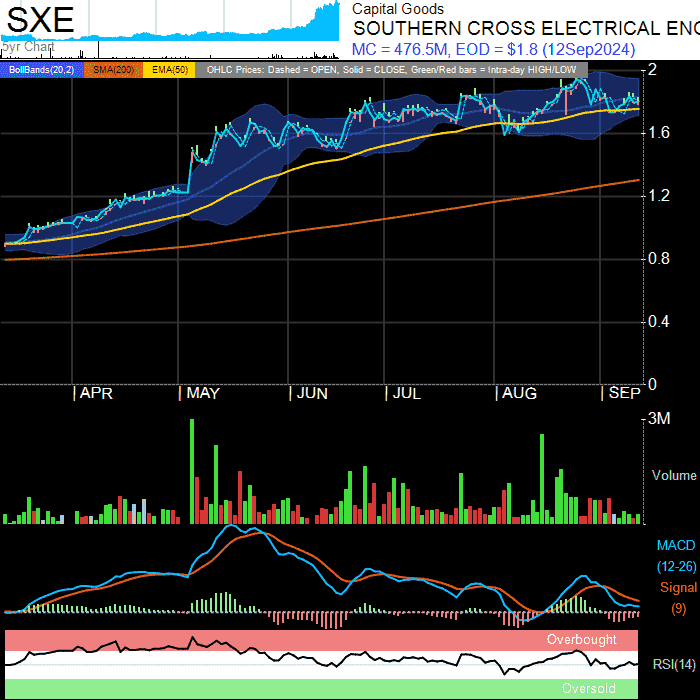 SXE
5yr Chart
Capital Goods
SOUTHERN CROSS ELECTRICAL ENG
MC = 476.5M, EOD = $1.8 (12Sep2024)
BollBands(20,2) SMA(200) EMA(50) OHLC Prices: Dashed = OPEN, Solid = CLOSE, Green/Red bars = Intra-day HIGH/LOW
2
1.6
1.2
0.8
0.4
0
APR MAY JUN JUL AUG SEP
3M
Volume
MACD
(12-26)
Signal
(9)
Overbought
RSI(14)
Oversold